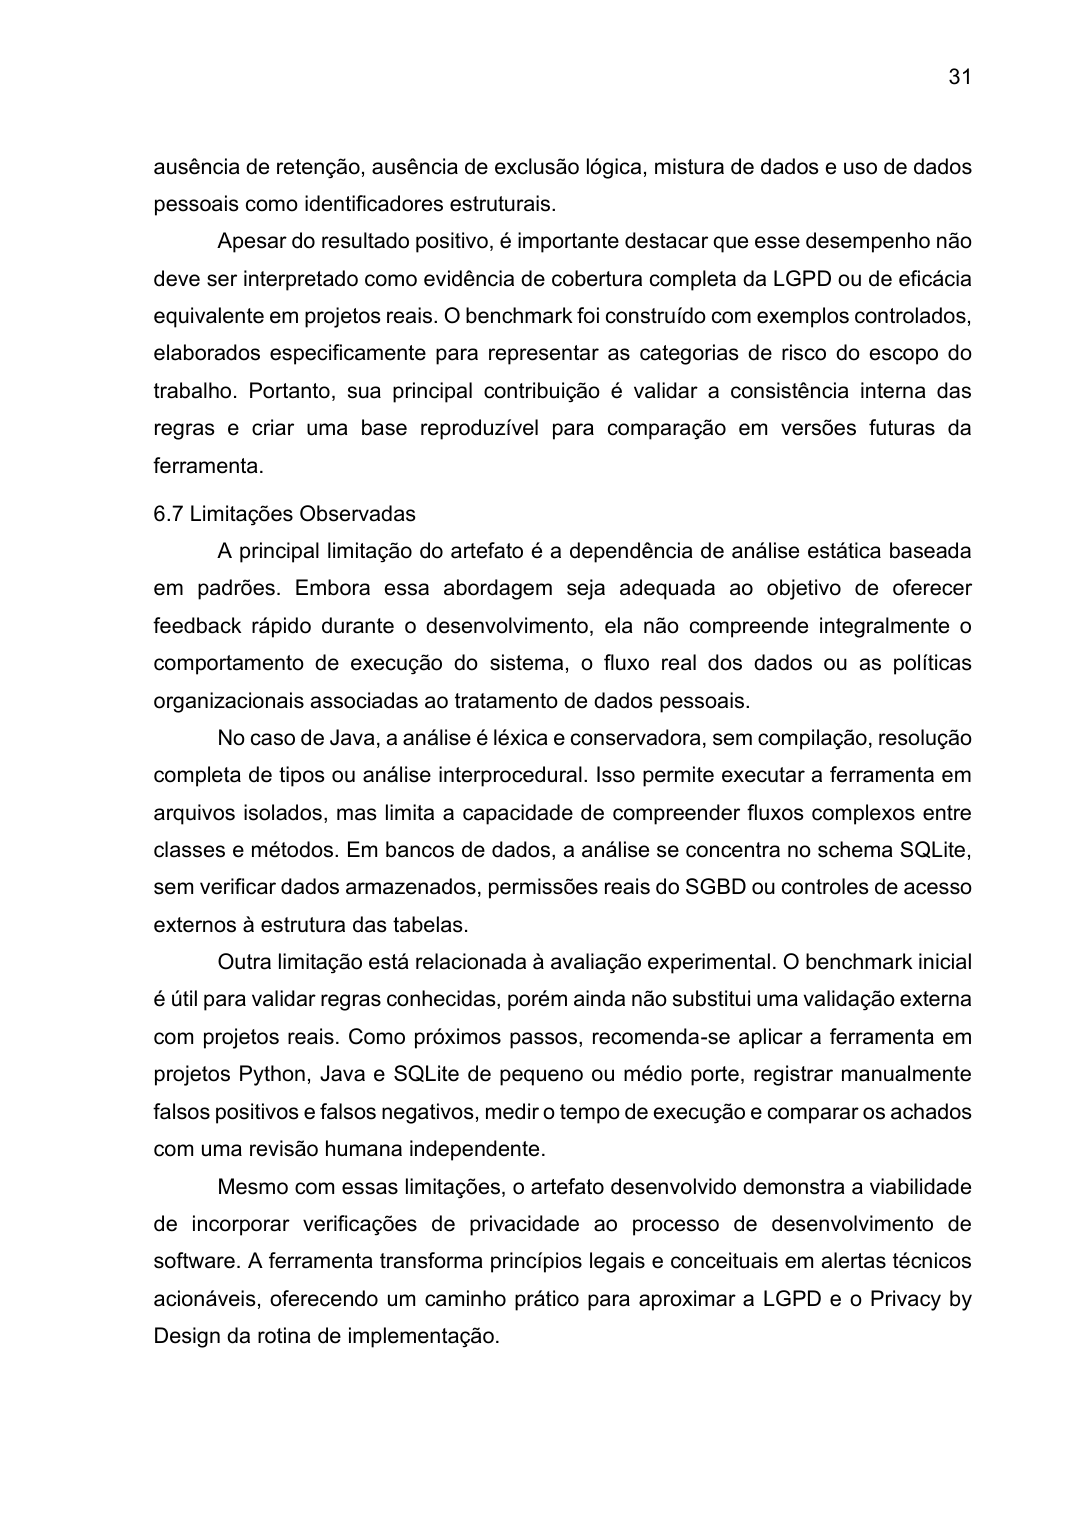 31
ausência de retenção, ausência de exclusão lógica, mistura de dados e uso de dados
pessoais como identificadores estruturais.
Apesar do resultado positivo, é importante destacar que esse desempenho não
deve ser interpretado como evidência de cobertura completa da LGPD ou de eficácia
equivalente em projetos reais. O benchmark foi construído com exemplos controlados,
elaborados especificamente para representar as categorias de risco do escopo do
trabalho. Portanto, sua principal contribuição é validar a consistência interna das
regras e criar uma base reproduzível para comparação em versões futuras da
ferramenta.
6.7 Limitações Observadas
A principal limitação do artefato é a dependência de análise estática baseada
em padrões. Embora essa abordagem seja adequada ao objetivo de oferecer
feedback rápido durante o desenvolvimento, ela não compreende integralmente o
comportamento de execução do sistema, o fluxo real dos dados ou as políticas
organizacionais associadas ao tratamento de dados pessoais.
No caso de Java, a análise é léxica e conservadora, sem compilação, resolução
completa de tipos ou análise interprocedural. Isso permite executar a ferramenta em
arquivos isolados, mas limita a capacidade de compreender fluxos complexos entre
classes e métodos. Em bancos de dados, a análise se concentra no schema SQLite,
sem verificar dados armazenados, permissões reais do SGBD ou controles de acesso
externos à estrutura das tabelas.
Outra limitação está relacionada à avaliação experimental. O benchmark inicial
é útil para validar regras conhecidas, porém ainda não substitui uma validação externa
com projetos reais. Como próximos passos, recomenda-se aplicar a ferramenta em
projetos Python, Java e SQLite de pequeno ou médio porte, registrar manualmente
falsos positivos e falsos negativos, medir o tempo de execução e comparar os achados
com uma revisão humana independente.
Mesmo com essas limitações, o artefato desenvolvido demonstra a viabilidade
de incorporar verificações de privacidade ao processo de desenvolvimento de
software. A ferramenta transforma princípios legais e conceituais em alertas técnicos
acionáveis, oferecendo um caminho prático para aproximar a LGPD e o Privacy by
Design da rotina de implementação.